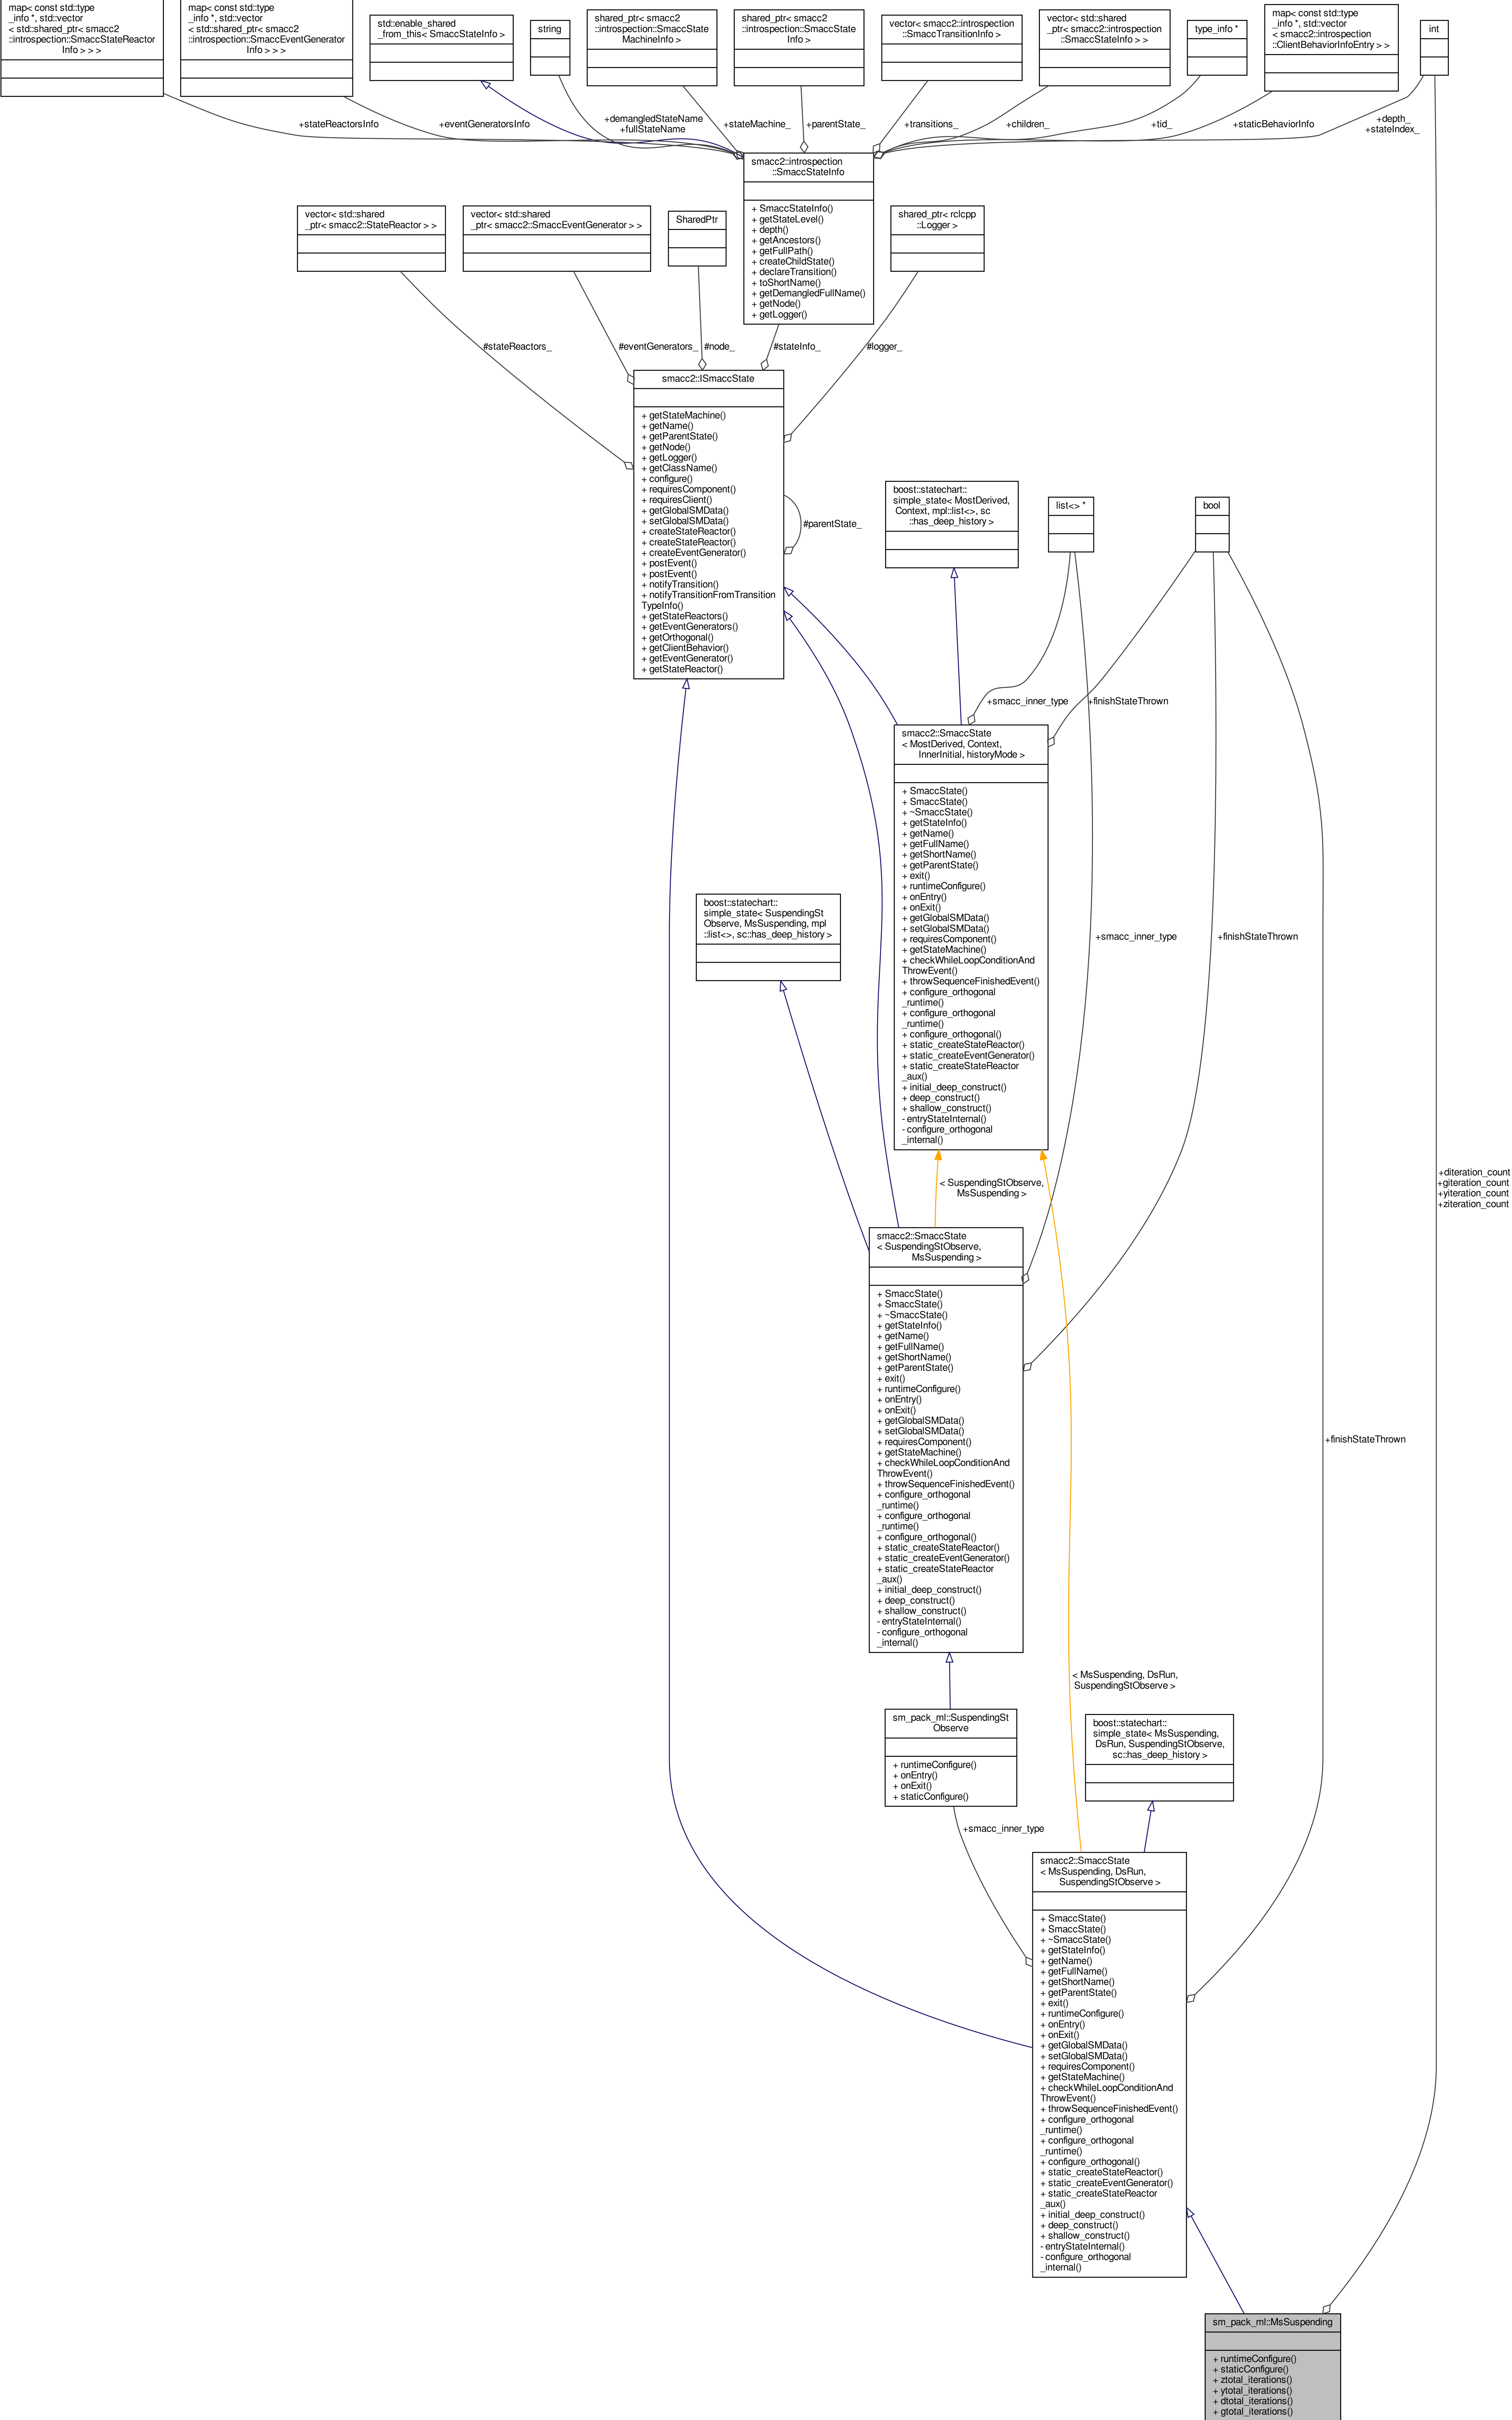 map< const std::type
_info *, std::vector
< std::shared_ptr< smacc2
::introspection::SmaccStateReactor
Info > > >
map< const std::type
_info *, std::vector
< std::shared_ptr< smacc2
::introspection::SmaccEventGenerator
Info > > >
std::enable_shared
_from_this< SmaccStateInfo >
string
shared_ptr< smacc2
::introspection::SmaccState
MachineInfo >
shared_ptr< smacc2
::introspection::SmaccState
Info >
vector< smacc2::introspection
::SmaccTransitionInfo >
vector< std::shared
_ptr< smacc2::introspection
::SmaccStateInfo > >
type_info *
map< const std::type
_info *, std::vector
< smacc2::introspection
::ClientBehaviorInfoEntry > >
int
+stateReactorsInfo
+eventGeneratorsInfo
+demangledStateName
+fullStateName
+stateMachine_
+parentState_
+transitions_
+children_
+tid_
+staticBehaviorInfo
+depth_
+stateIndex_
smacc2::introspection
::SmaccStateInfo
+ SmaccStateInfo()
+ getStateLevel()
+ depth()
+ getAncestors()
+ getFullPath()
+ createChildState()
+ declareTransition()
+ toShortName()
+ getDemangledFullName()
+ getNode()
+ getLogger()
vector< std::shared
_ptr< smacc2::StateReactor > >
vector< std::shared
_ptr< smacc2::SmaccEventGenerator > >
SharedPtr
shared_ptr< rclcpp
::Logger >
#stateReactors_
#eventGenerators_
#node_
#stateInfo_
#logger_
smacc2::ISmaccState
+ getStateMachine()
+ getName()
+ getParentState()
+ getNode()
+ getLogger()
+ getClassName()
+ configure()
+ requiresComponent()
+ requiresClient()
+ getGlobalSMData()
+ setGlobalSMData()
+ createStateReactor()
+ createStateReactor()
+ createEventGenerator()
+ postEvent()
+ postEvent()
+ notifyTransition()
+ notifyTransitionFromTransition
TypeInfo()
+ getStateReactors()
+ getEventGenerators()
+ getOrthogonal()
+ getClientBehavior()
+ getEventGenerator()
+ getStateReactor()
#parentState_
boost::statechart::
simple_state< MostDerived,
Context, mpl::list<>, sc
::has_deep_history >
list<> *
bool
+smacc_inner_type
+finishStateThrown
smacc2::SmaccState
< MostDerived, Context,
InnerInitial, historyMode >
+ SmaccState()
+ SmaccState()
+ ~SmaccState()
+ getStateInfo()
+ getName()
+ getFullName()
+ getShortName()
+ getParentState()
+ exit()
+ runtimeConfigure()
+ onEntry()
+ onExit()
+ getGlobalSMData()
+ setGlobalSMData()
+ requiresComponent()
+ getStateMachine()
+ checkWhileLoopConditionAnd
ThrowEvent()
+ throwSequenceFinishedEvent()
+ configure_orthogonal
_runtime()
+ configure_orthogonal
_runtime()
+ configure_orthogonal()
+ static_createStateReactor()
+ static_createEventGenerator()
+ static_createStateReactor
_aux()
+ initial_deep_construct()
+ deep_construct()
+ shallow_construct()
- entryStateInternal()
- configure_orthogonal
_internal()
boost::statechart::
simple_state< SuspendingSt
Observe, MsSuspending, mpl
::list<>, sc::has_deep_history >
+smacc_inner_type
+finishStateThrown
< SuspendingStObserve,
MsSuspending >
+diteration_count
+giteration_count
+yiteration_count
+ziteration_count
smacc2::SmaccState
< SuspendingStObserve,
MsSuspending >
+ SmaccState()
+ SmaccState()
+ ~SmaccState()
+ getStateInfo()
+ getName()
+ getFullName()
+ getShortName()
+ getParentState()
+ exit()
+ runtimeConfigure()
+ onEntry()
+ onExit()
+ getGlobalSMData()
+ setGlobalSMData()
+ requiresComponent()
+ getStateMachine()
+ checkWhileLoopConditionAnd
ThrowEvent()
+ throwSequenceFinishedEvent()
+ configure_orthogonal
_runtime()
+ configure_orthogonal
_runtime()
+ configure_orthogonal()
+ static_createStateReactor()
+ static_createEventGenerator()
+ static_createStateReactor
_aux()
+ initial_deep_construct()
+ deep_construct()
+ shallow_construct()
- entryStateInternal()
- configure_orthogonal
_internal()
+finishStateThrown
< MsSuspending, DsRun,
SuspendingStObserve >
sm_pack_ml::SuspendingSt
Observe
+ runtimeConfigure()
+ onEntry()
+ onExit()
+ staticConfigure()
boost::statechart::
simple_state< MsSuspending,
DsRun, SuspendingStObserve,
sc::has_deep_history >
+smacc_inner_type
smacc2::SmaccState
< MsSuspending, DsRun,
SuspendingStObserve >
+ SmaccState()
+ SmaccState()
+ ~SmaccState()
+ getStateInfo()
+ getName()
+ getFullName()
+ getShortName()
+ getParentState()
+ exit()
+ runtimeConfigure()
+ onEntry()
+ onExit()
+ getGlobalSMData()
+ setGlobalSMData()
+ requiresComponent()
+ getStateMachine()
+ checkWhileLoopConditionAnd
ThrowEvent()
+ throwSequenceFinishedEvent()
+ configure_orthogonal
_runtime()
+ configure_orthogonal
_runtime()
+ configure_orthogonal()
+ static_createStateReactor()
+ static_createEventGenerator()
+ static_createStateReactor
_aux()
+ initial_deep_construct()
+ deep_construct()
+ shallow_construct()
- entryStateInternal()
- configure_orthogonal
_internal()
sm_pack_ml::MsSuspending
+ runtimeConfigure()
+ staticConfigure()
+ ztotal_iterations()
+ ytotal_iterations()
+ dtotal_iterations()
+ gtotal_iterations()